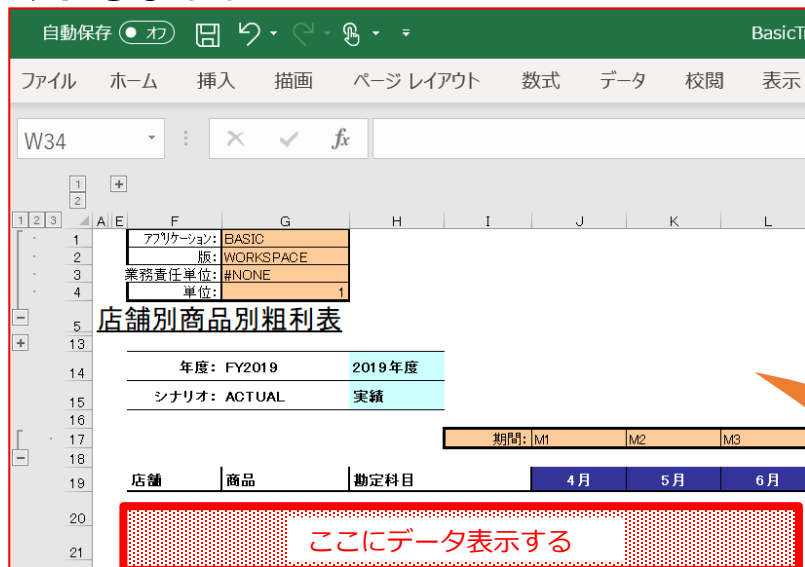 自動保存 オフ BasicT
ファイル ホーム 挿入 描画 ページ レイアウト 数式 データ 校閲 表示
W34 fx
1
2
1 2 3 A E F G H I J K L
1 アプリケーション: BASIC
2 版: WORKSPACE
3 業務責任単位: #NONE
4 単位: 1
5 店舗別商品別粗利表
13
14 年度: FY2019 2019年度
15 シナリオ: ACTUAL 実績
16
17 期間: M1 M2 M3
18
19 店舗 商品 勘定科目 4月 5月 6月
20
ここにデータ表示する
21